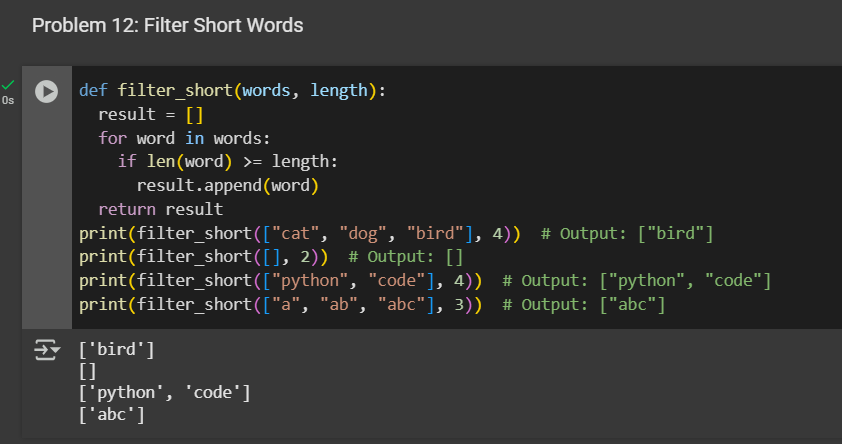 Problem 12: Filter Short Words
0s
def filter_short(words, length):
  result = []
  for word in words:
    if len(word) >= length:
      result.append(word)
  return result
print(filter_short(["cat", "dog", "bird"], 4))  # Output: ["bird"]
print(filter_short([], 2))  # Output: []
print(filter_short(["python", "code"], 4))  # Output: ["python", "code"]
print(filter_short(["a", "ab", "abc"], 3))  # Output: ["abc"]
['bird']
[]
['python', 'code']
['abc']